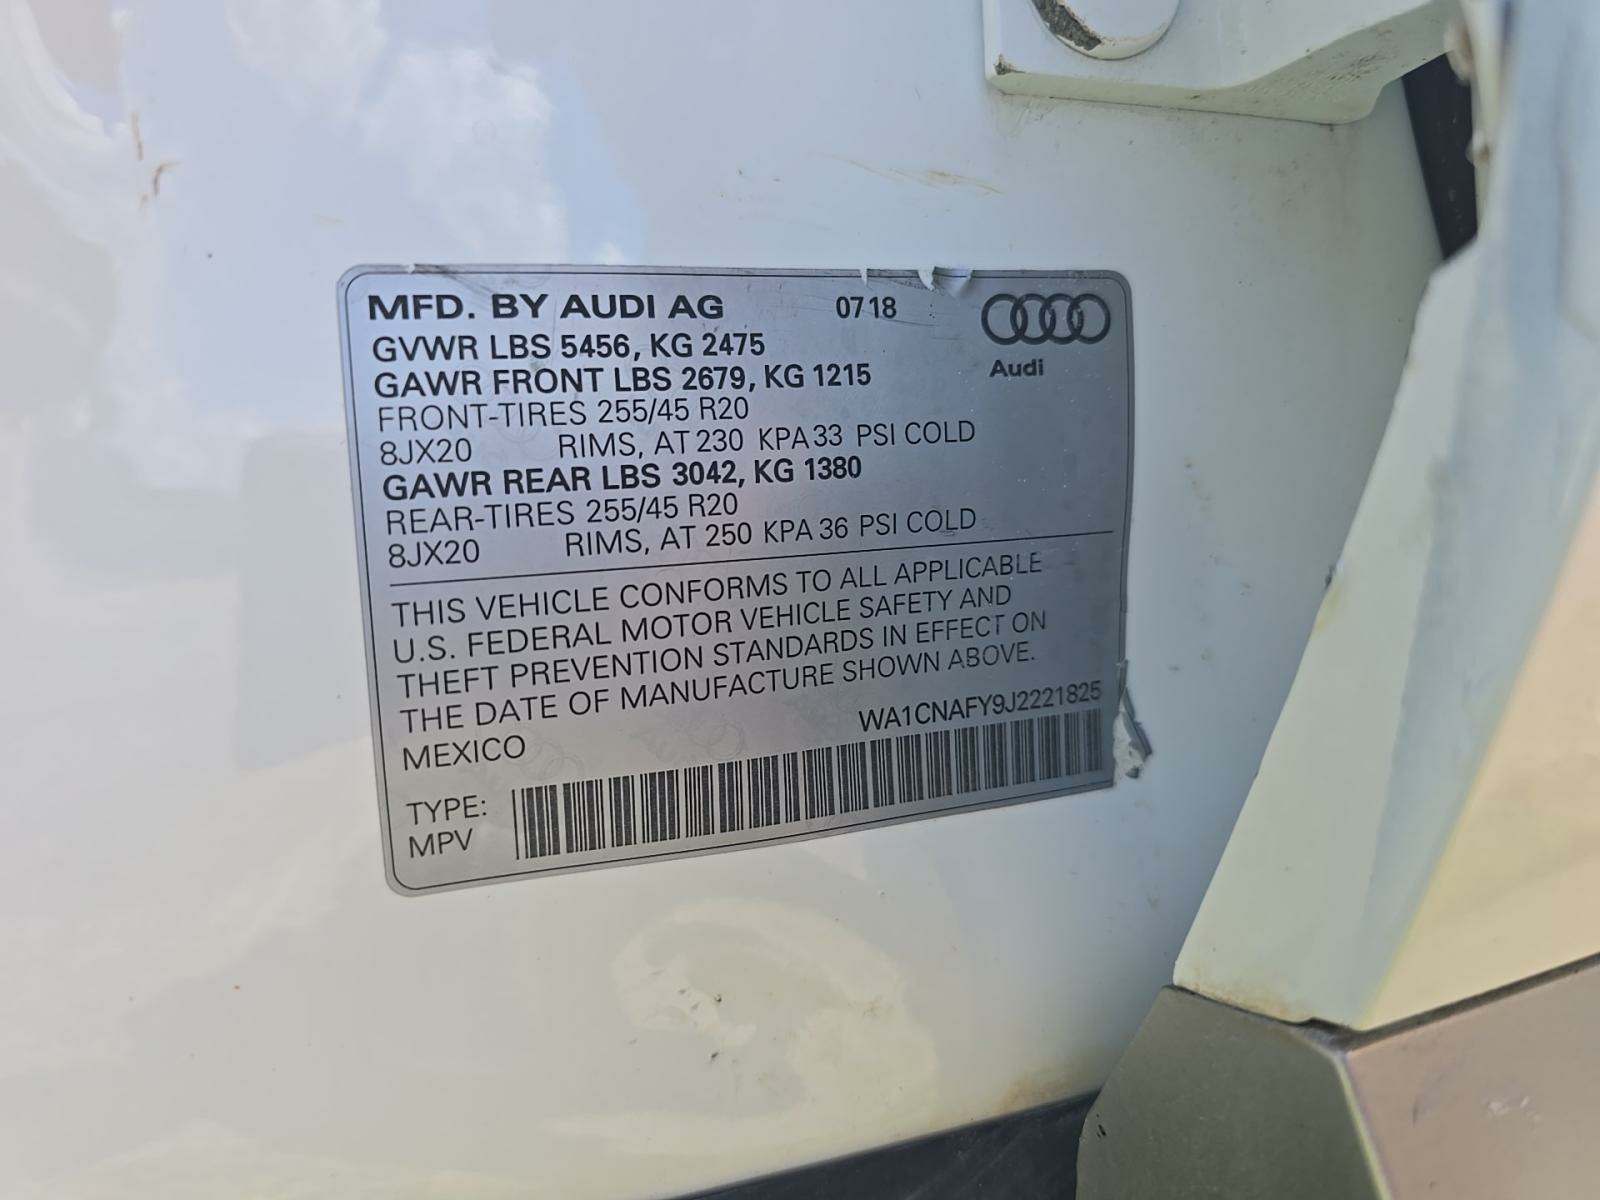 MFD. BY AUDI AG 07 18
GVWR LBS 5456, KG 2475
GAWR FRONT LBS 2679, KG 1215
Audi
FRONT-TIRES 255/45 R20
8JX20 RIMS, AT 230 KPA 33 PSI COLD
GAWR REAR LBS 3042, KG 1380
REAR-TIRES 255/45 R20
8JX20 RIMS, AT 250 KPA 36 PSI COLD
THIS VEHICLE CONFORMS TO ALL APPLICABLE
U.S. FEDERAL MOTOR VEHICLE SAFETY AND
THEFT PREVENTION STANDARDS IN EFFECT ON
THE DATE OF MANUFACTURE SHOWN ABOVE.
MEXICO WA1CNAFY9J2221825
TYPE:
MPV